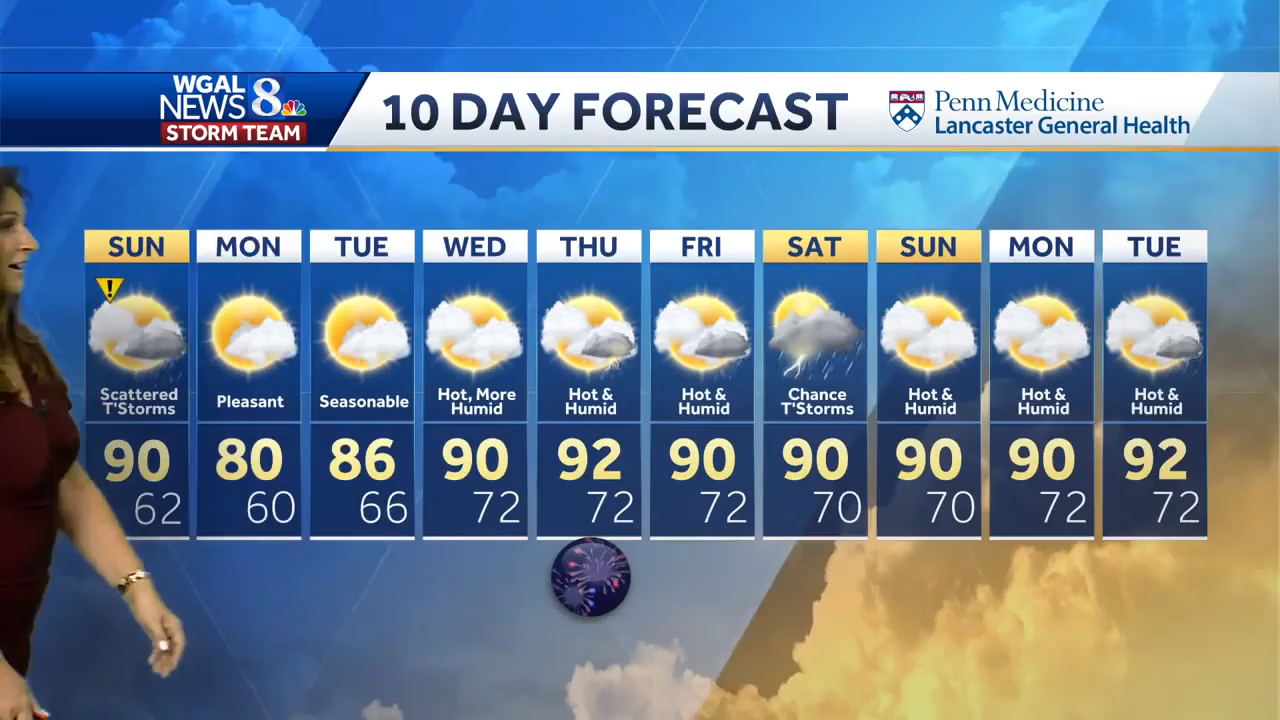 WGAL
NEWS 8
STORM TEAM
10 DAY FORECAST
Penn Medicine
Lancaster General Health
SUN MON TUE WED THU FRI SAT SUN MON TUE
!
Scattered
T'Storms
Pleasant
Seasonable
Hot, More
Humid
Hot &
Humid
Hot &
Humid
Chance
T'Storms
Hot &
Humid
Hot &
Humid
Hot &
Humid
90 80 86 90 92 90 90 90 90 92
62 60 66 72 72 72 70 70 72 72